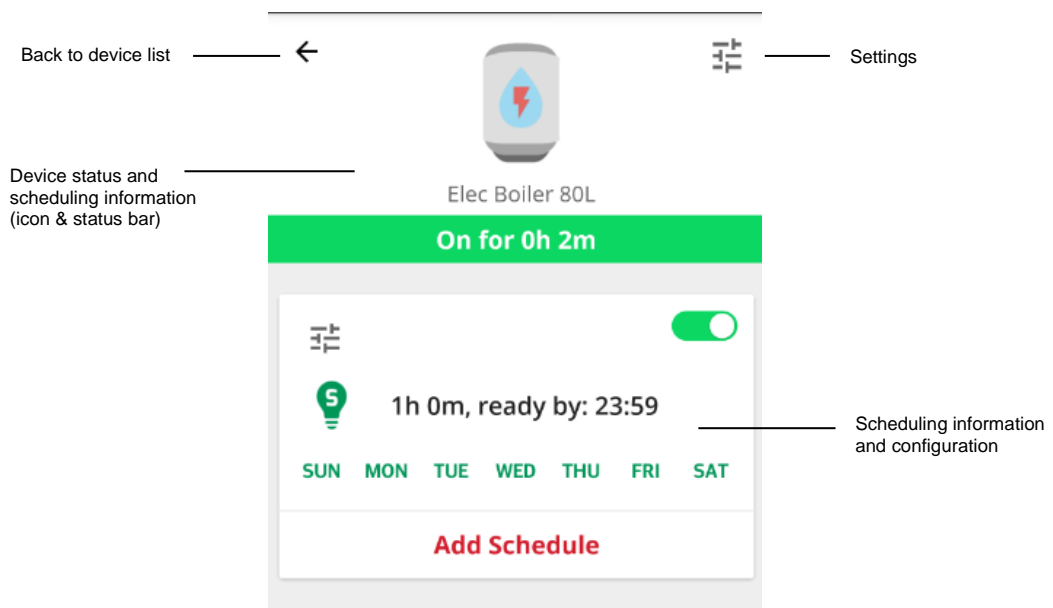 Back to device list
Settings
Device status and
scheduling information
(icon & status bar)
Elec Boiler 80L
On for 0h 2m
S
1h 0m, ready by: 23:59
Scheduling information
and configuration
SUN MON TUE WED THU FRI SAT
Add Schedule